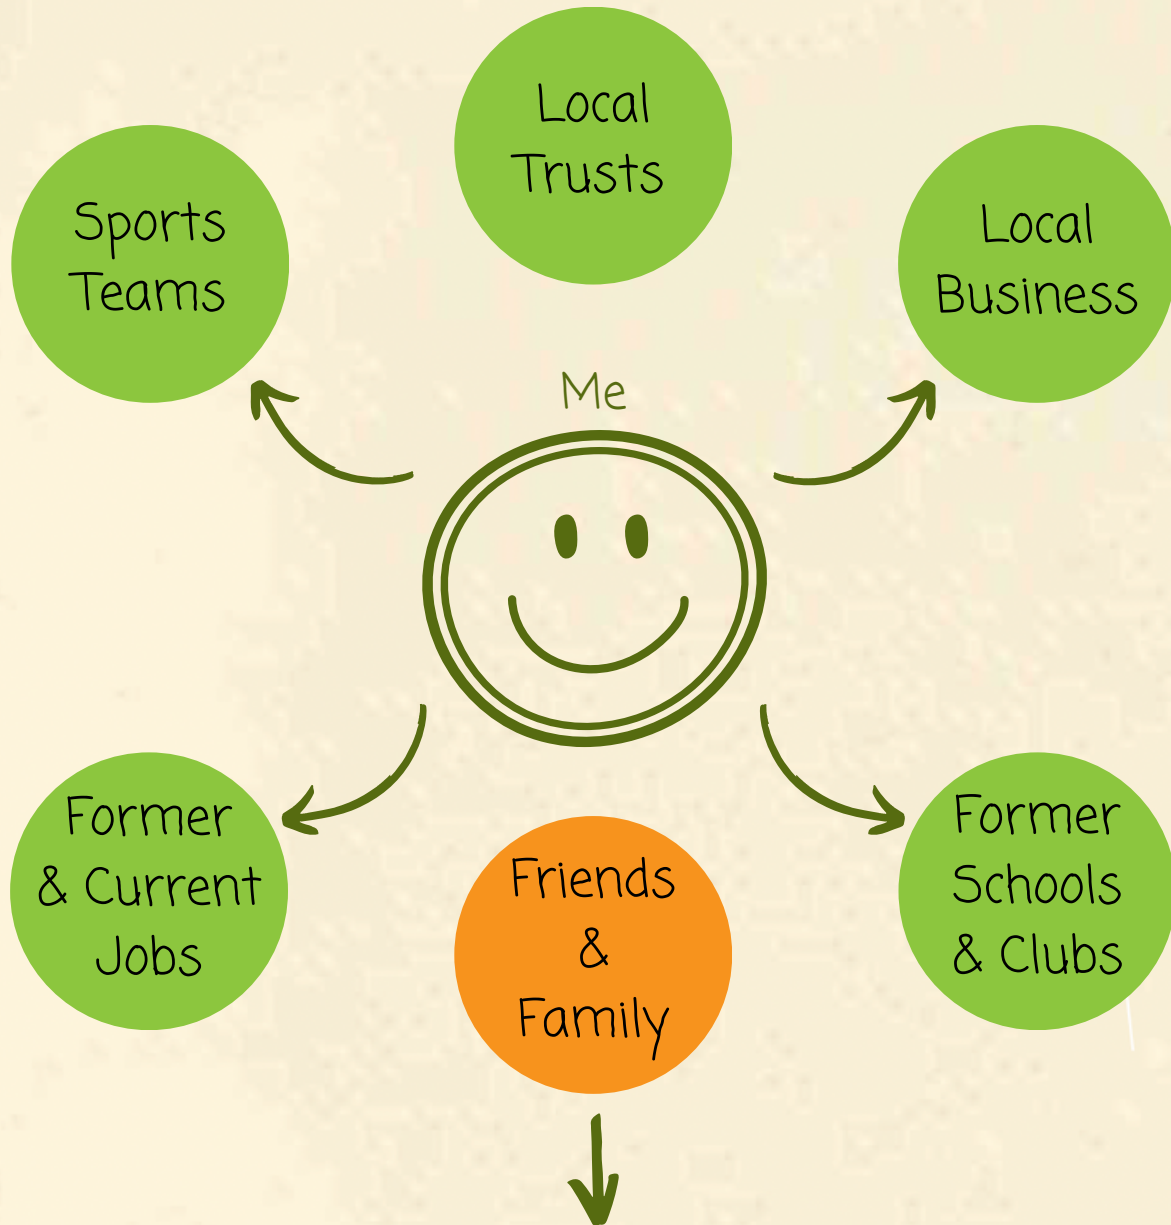 Local
Trusts
Sports
Teams
Local
Business
Me
Former
& Current
Jobs
Friends
&
Family
Former
Schools
& Clubs